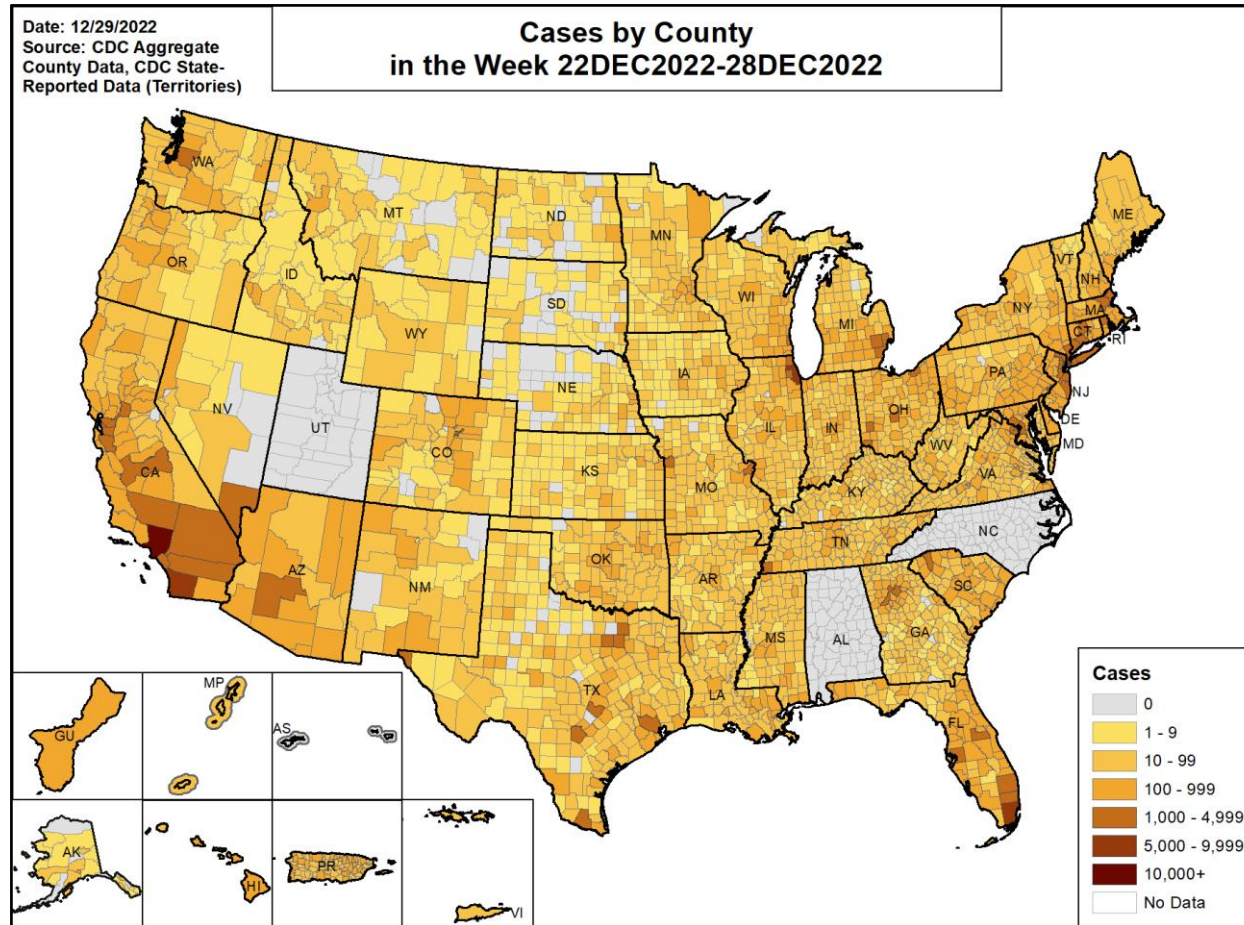 Date: 12/29/2022
Source: CDC Aggregate
County Data, CDC State-
Reported Data (Territories)
Cases by County
in the Week 22DEC2022-28DEC2022
WA
MT
ND
MN
ME
VT
NH
OR
ID
SD
WI
MI
NY
MA
CT
RI
WY
IA
PA
NJ
NE
NV
UT
OH
DE
MD
CO
IL
IN
WV
CA
KS
MO
KY
VA
NC
TN
OK
AR
SC
AZ
NM
MS
AL
GA
TX
LA
FL
MP
GU
AS
AK
HI
PR
VI
Cases
0
1 - 9
10 - 99
100 - 999
1,000 - 4,999
5,000 - 9,999
10,000+
No Data